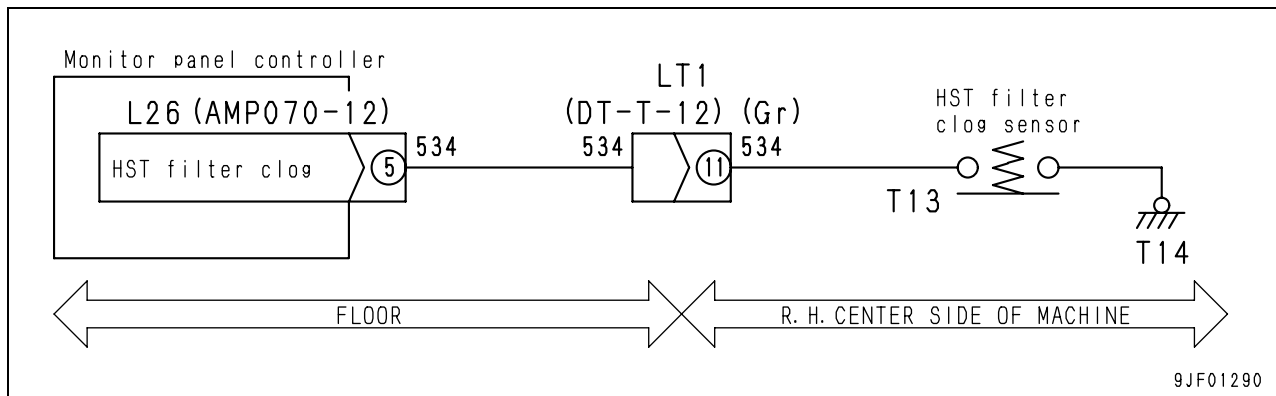 Monitor panel controller
L26 (AMP070-12)
HST filter clog
5
534
LT1
(DT-T-12) (Gr)
534
11
534
HST filter
clog sensor
T13
T14
FLOOR
R.H.CENTER SIDE OF MACHINE
9JF01290